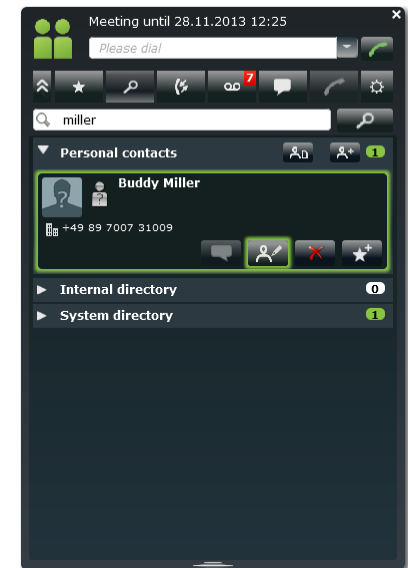 Meeting until 28.11.2013 12:25
Please dial
7
miller
Personal contacts 1
Buddy Miller
+49 89 7007 31009
Internal directory 0
System directory 1